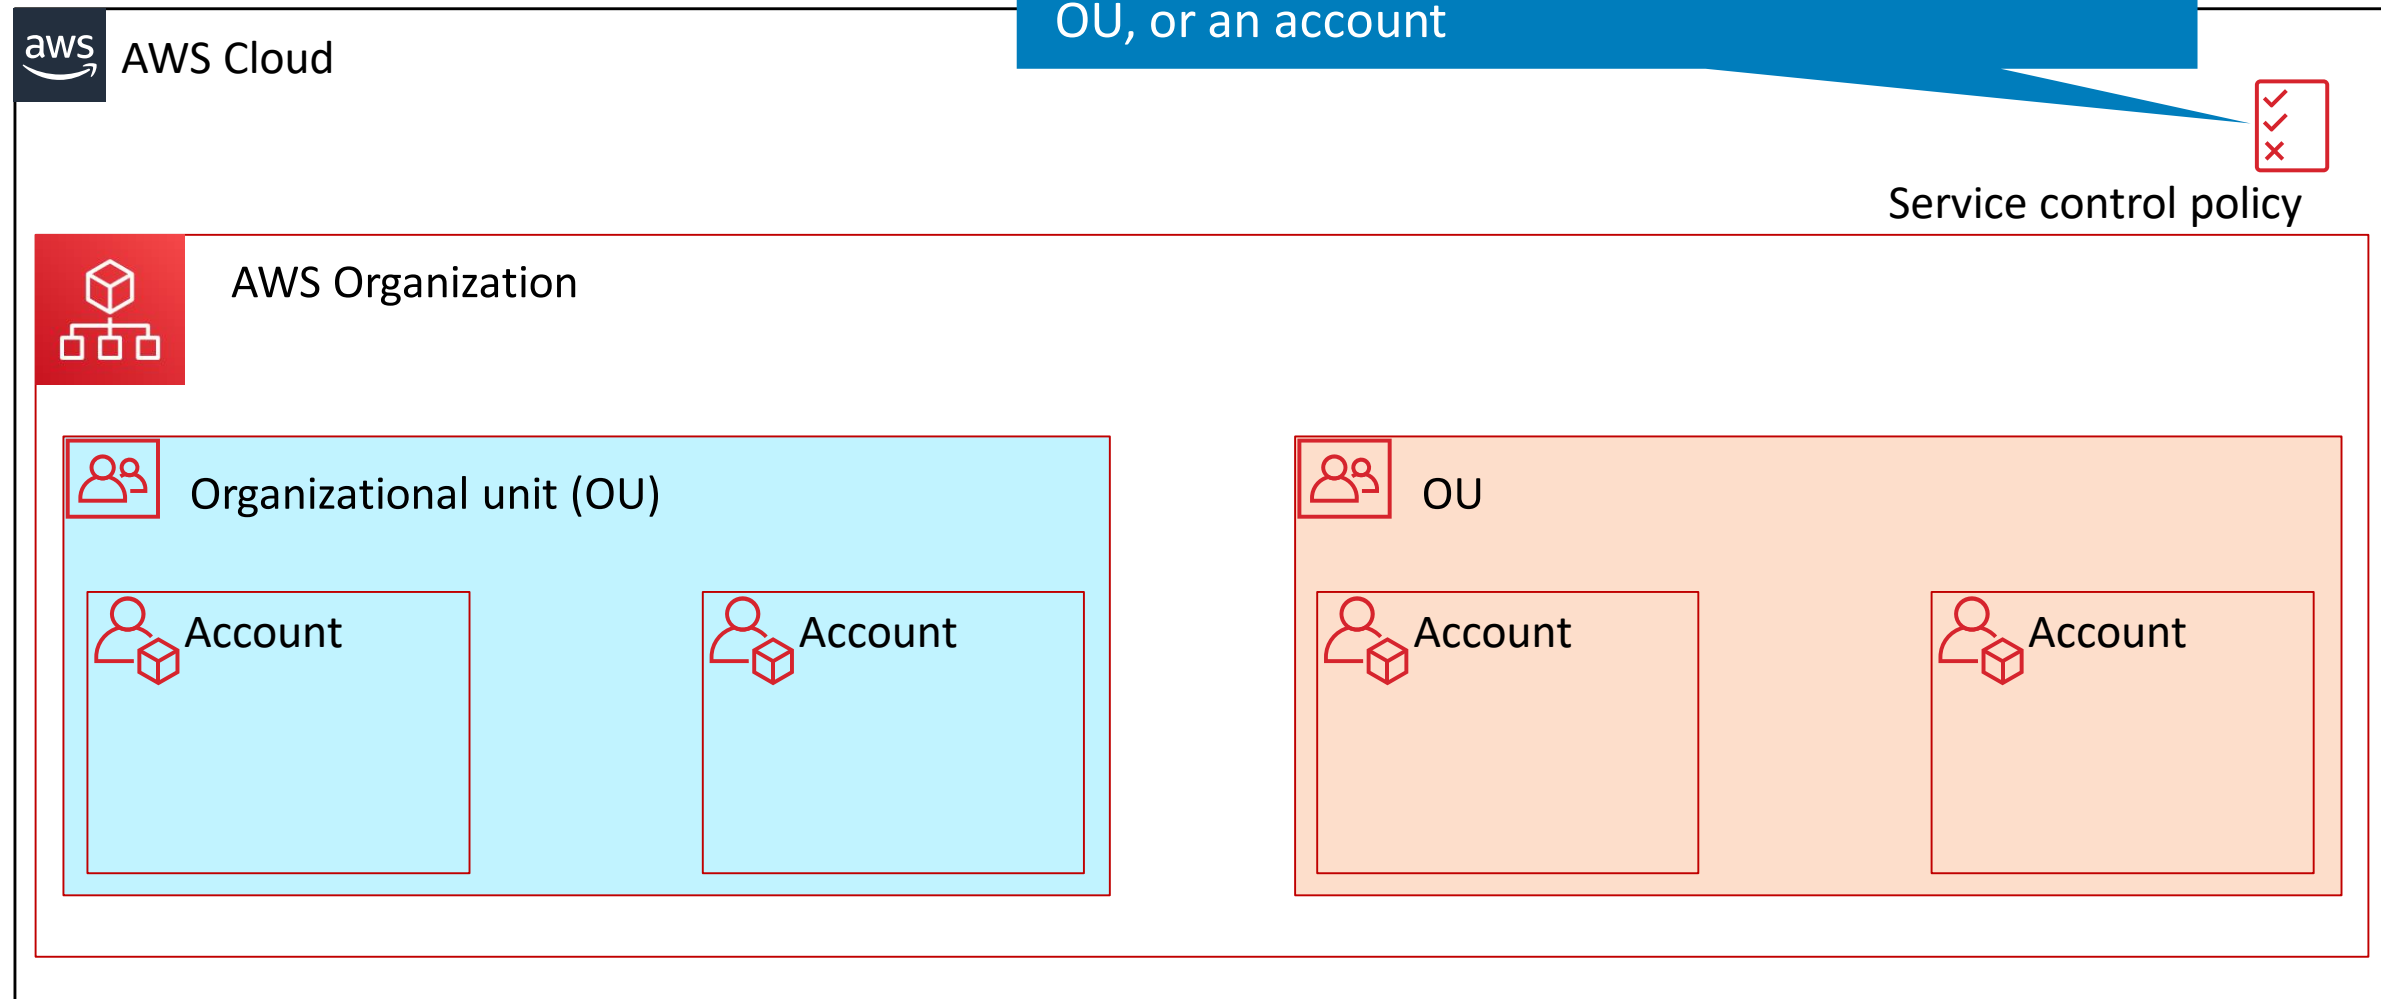 OU, or an account
aws
AWS Cloud
Service control policy
AWS Organization
Organizational unit (OU)
OU
Account
Account
Account
Account